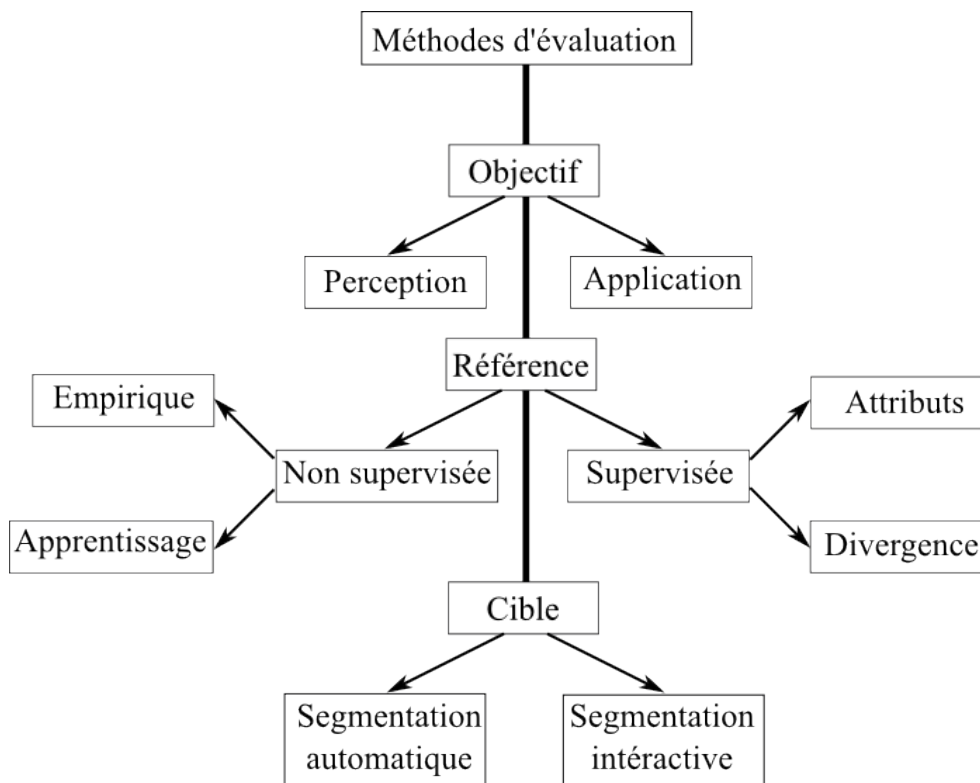 Méthodes d'évaluation
Objectif
Perception
Application
Référence
Empirique
Attributs
Non supervisée
Supervisée
Apprentissage
Divergence
Cible
Segmentation
automatique
Segmentation
intéractive